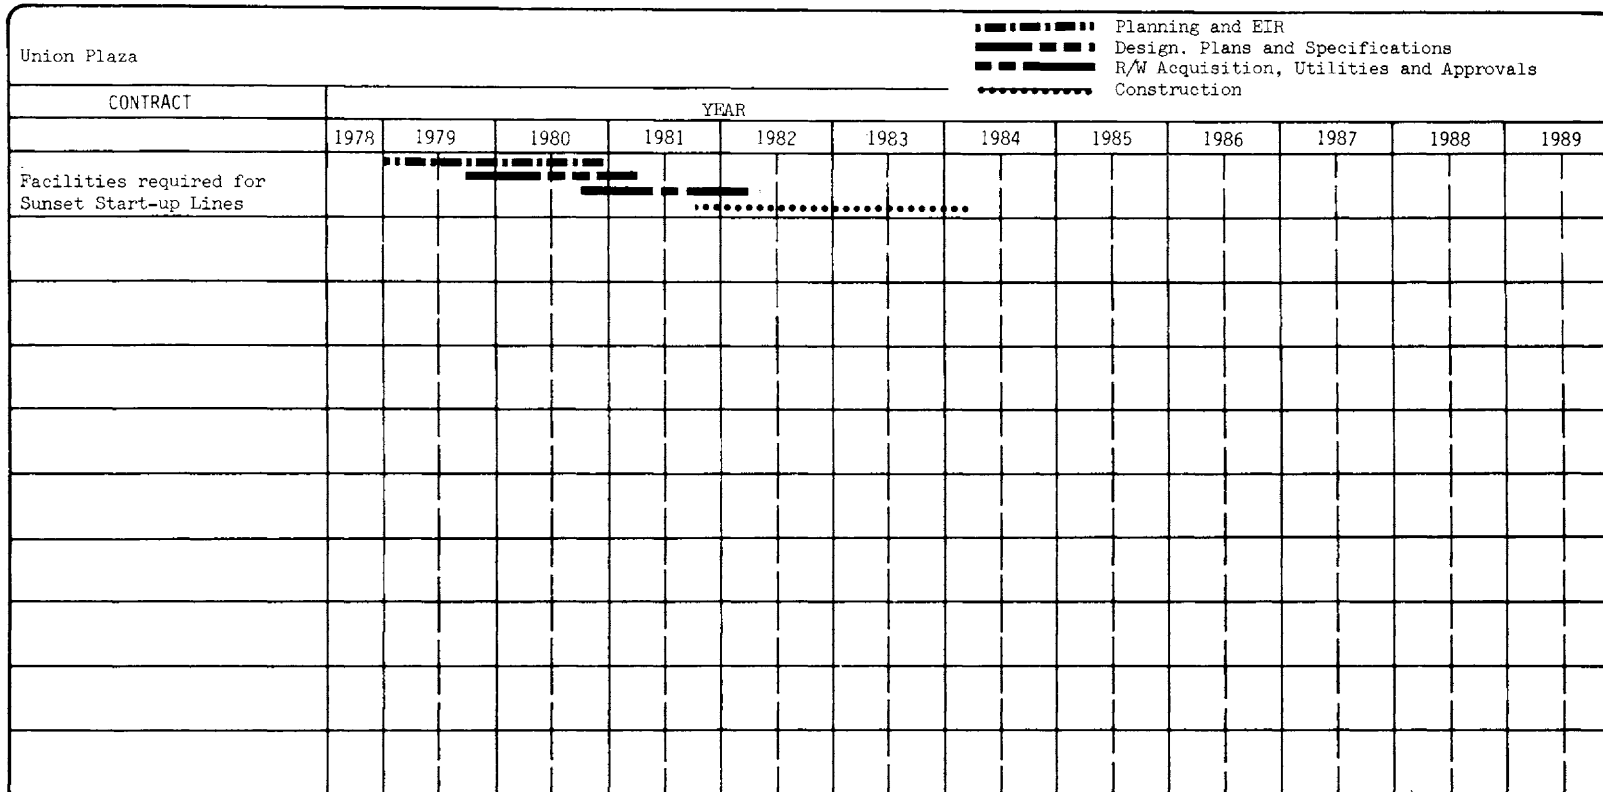 Union Plaza
Planning and EIR
Design. Plans and Specifications
R/W Acquisition, Utilities and Approvals
Construction
CONTRACT
YEAR
1978 1979 1980 1981 1982 1983 1984 1985 1986 1987 1988 1989
Facilities required for
Sunset Start-up Lines